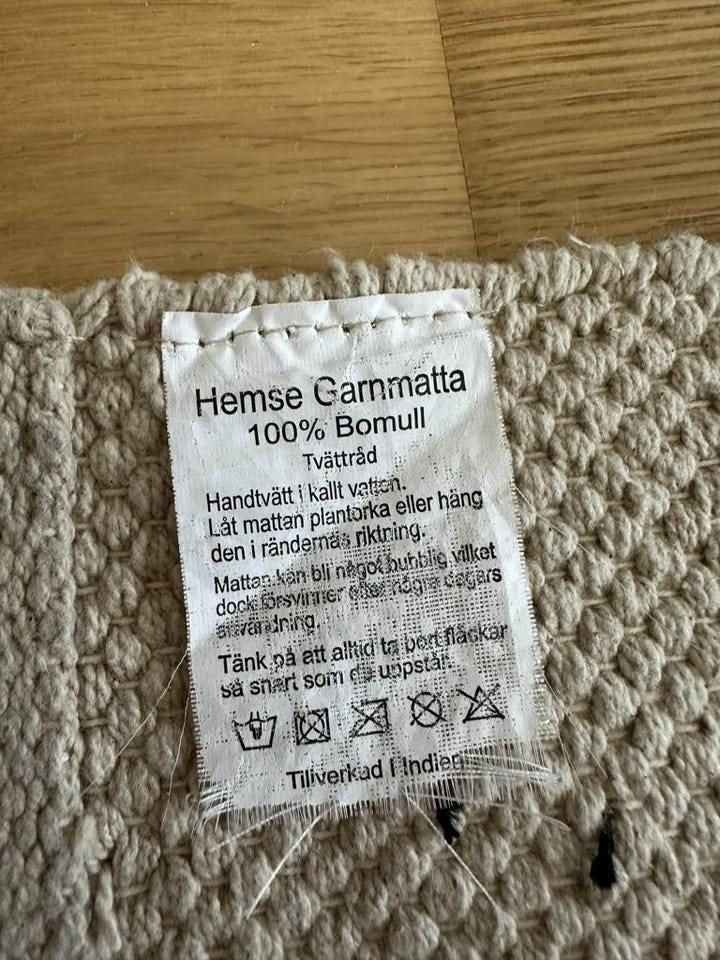 Hemse Garnmatta
100% Bomull
Tvättråd
Handtvätt i kallt vatten.
Låt mattan plantorka eller häng
den i rändernas riktning.
Mattan kan bli något bubblig vilket
dock försvinner efter några dagars
användning.
Tänk på att alltid ta bort fläckar
så snart som de uppstår.
Tillverkad I Indien